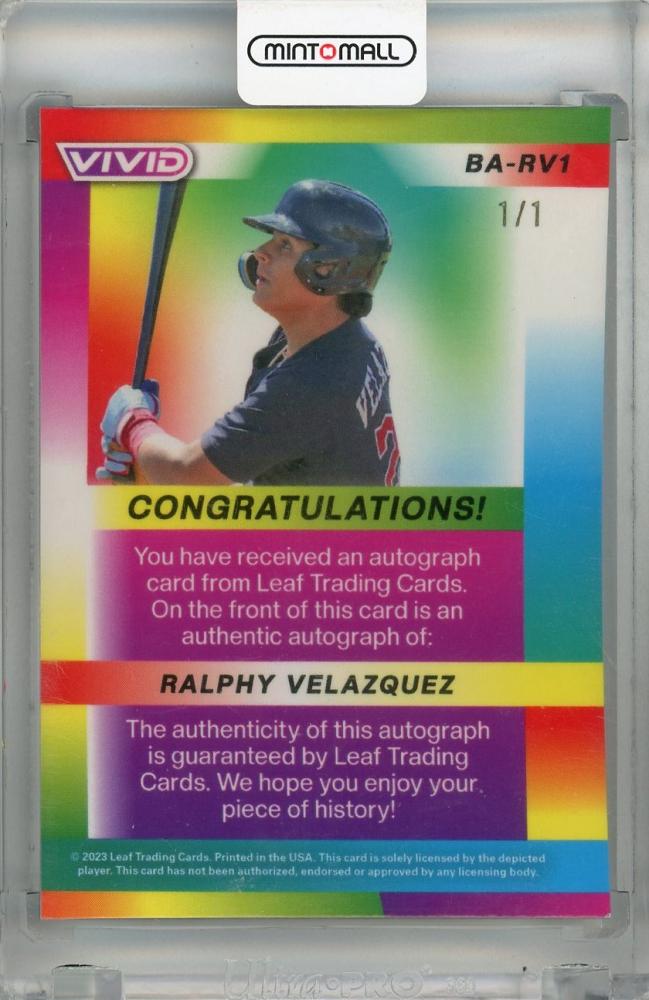 MINTOMALL
VIVID
BA-RV1
1/1
VELA
CONGRATULATIONS!
You have received an autograph
card from Leaf Trading Cards.
On the front of this card is an
authentic autograph of:
RALPHY VELAZQUEZ
The authenticity of this autograph
is guaranteed by Leaf Trading
Cards. We hope you enjoy your
piece of history!
© 2023 Leaf Trading Cards. Printed in the USA. This card is solely licensed by the depicted
player. This card has not been authorized, endorsed or approved by any licensing body.
Ultra·PRO